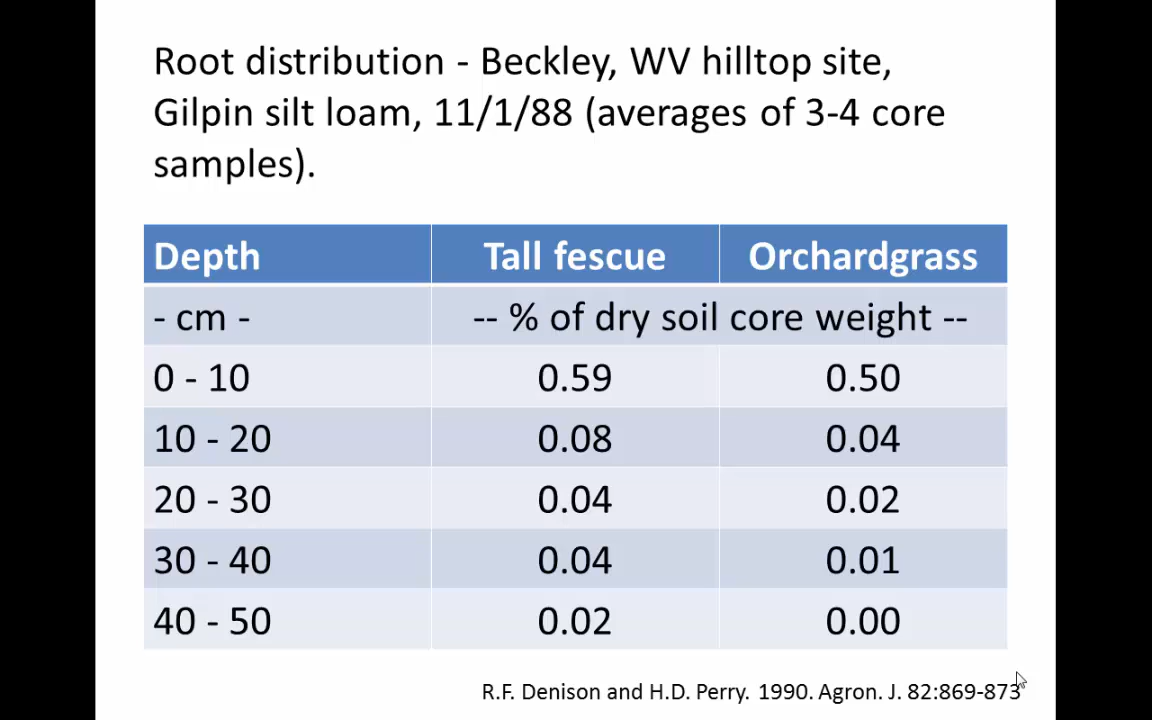 Root distribution - Beckley, WV hilltop site,
Gilpin silt loam, 11/1/88 (averages of 3-4 core
samples).
Depth Tall fescue Orchardgrass
- cm - -- % of dry soil core weight --
0 - 10 0.59 0.50
10 - 20 0.08 0.04
20 - 30 0.04 0.02
30 - 40 0.04 0.01
40 - 50 0.02 0.00
R.F. Denison and H.D. Perry. 1990. Agron. J. 82:869-873